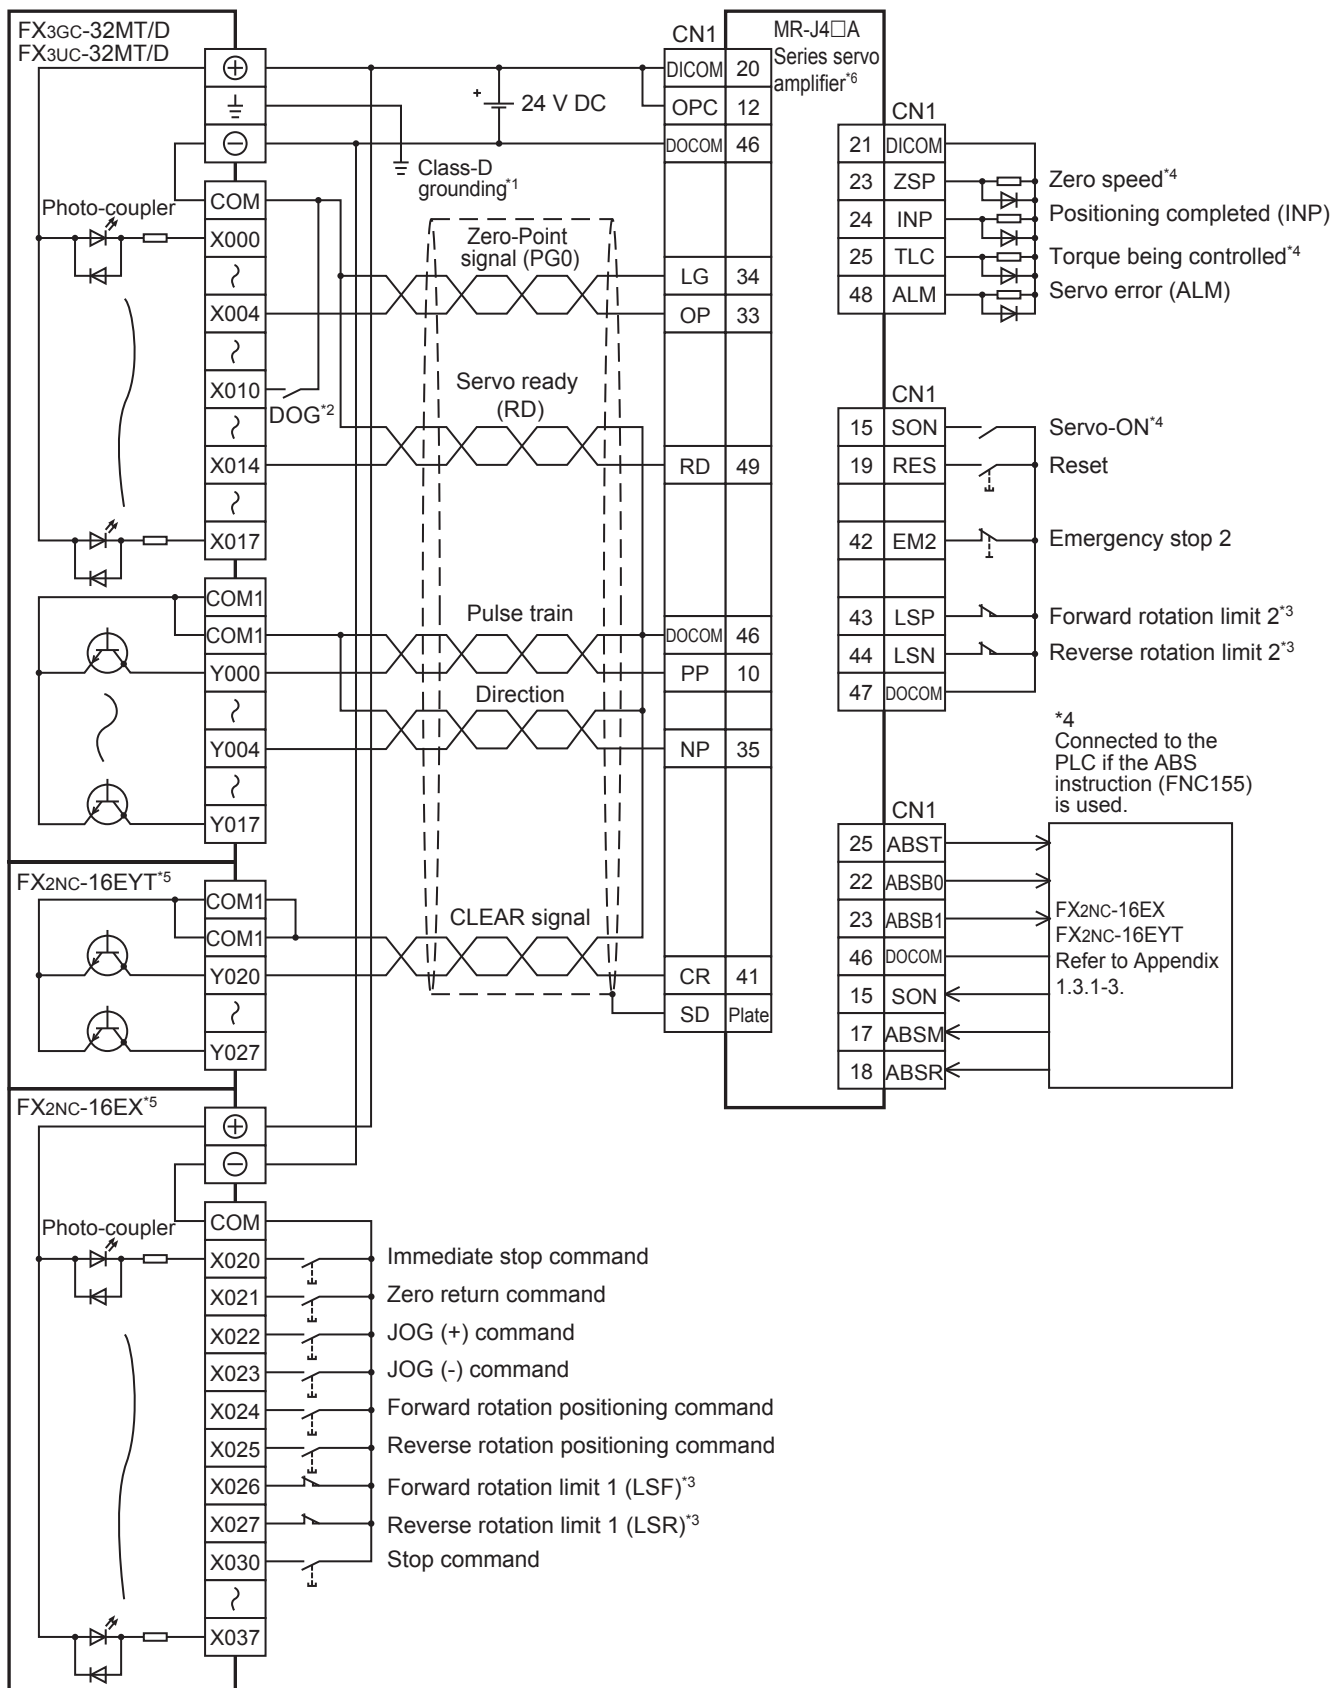 FX3GC-32MT/D
FX3UC-32MT/D
⊕
⊖
COM
Photo-coupler
X000
X004
X010
DOG*2
X014
X017
COM1
COM1
Y000
Y004
Y017
24 V DC
+
Class-D
grounding*1
Zero-Point
signal (PG0)
Servo ready
(RD)
Pulse train
Direction
CLEAR signal
CN1
DICOM 20
OPC 12
DOCOM 46
LG 34
OP 33
RD 49
DOCOM 46
PP 10
NP 35
CR 41
SD Plate
MR-J4□A
Series servo
amplifier*6
CN1
21 DICOM
23 ZSP Zero speed*4
24 INP Positioning completed (INP)
25 TLC Torque being controlled*4
48 ALM Servo error (ALM)
CN1
15 SON Servo-ON*4
19 RES Reset
42 EM2 Emergency stop 2
43 LSP Forward rotation limit 2*3
44 LSN Reverse rotation limit 2*3
47 DOCOM
*4
Connected to the
PLC if the ABS
instruction (FNC155)
is used.
CN1
25 ABST
22 ABSB0
23 ABSB1
46 DOCOM
15 SON
17 ABSM
18 ABSR
FX2NC-16EX
FX2NC-16EYT
Refer to Appendix
1.3.1-3.
FX2NC-16EYT*5
COM1
COM1
Y020
Y027
FX2NC-16EX*5
⊕
⊖
COM
Photo-coupler
X020 Immediate stop command
X021 Zero return command
X022 JOG (+) command
X023 JOG (-) command
X024 Forward rotation positioning command
X025 Reverse rotation positioning command
X026 Forward rotation limit 1 (LSF)*3
X027 Reverse rotation limit 1 (LSR)*3
X030 Stop command
X037